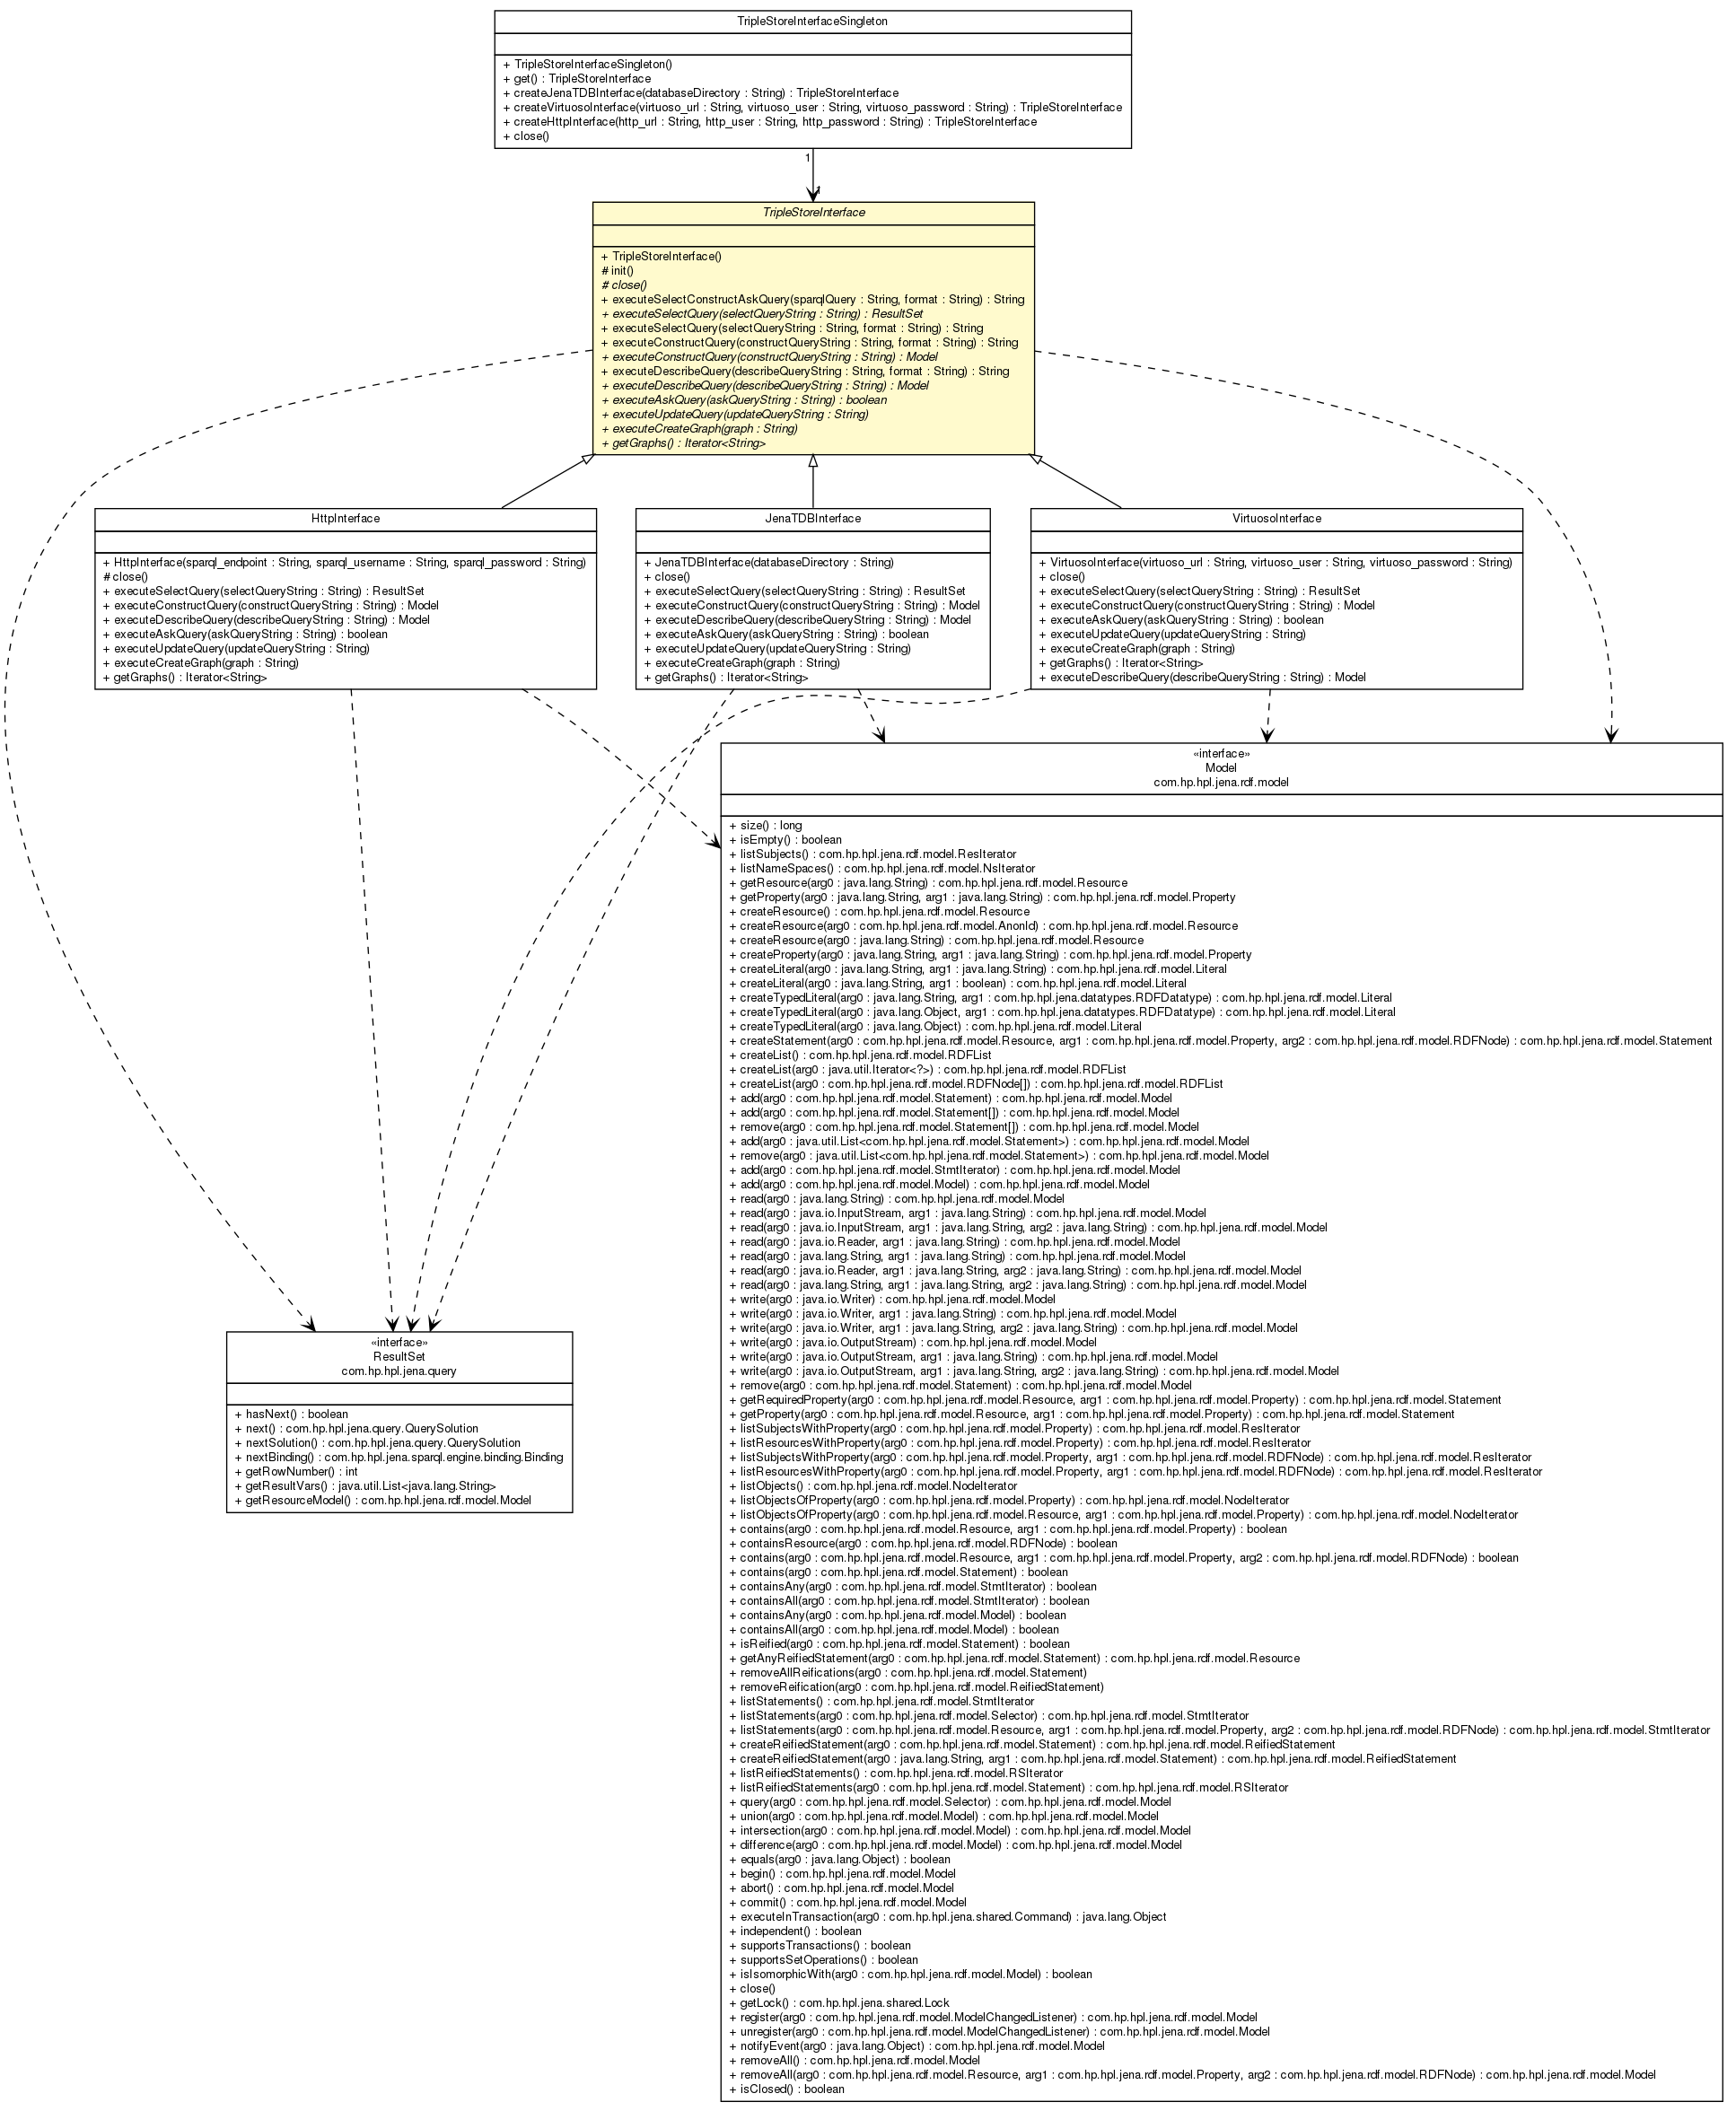 TripleStoreInterfaceSingleton
+ TripleStoreInterfaceSingleton()
+ get() : TripleStoreInterface
+ createJenaTDBInterface(databaseDirectory : String) : TripleStoreInterface
+ createVirtuosoInterface(virtuoso_url : String, virtuoso_user : String, virtuoso_password : String) : TripleStoreInterface
+ createHttpInterface(http_url : String, http_user : String, http_password : String) : TripleStoreInterface
+ close()
1
1
TripleStoreInterface
+ TripleStoreInterface()
# init()
# close()
+ executeSelectConstructAskQuery(sparqlQuery : String, format : String) : String
+ executeSelectQuery(selectQueryString : String) : ResultSet
+ executeSelectQuery(selectQueryString : String, format : String) : String
+ executeConstructQuery(constructQueryString : String, format : String) : String
+ executeConstructQuery(constructQueryString : String) : Model
+ executeDescribeQuery(describeQueryString : String, format : String) : String
+ executeDescribeQuery(describeQueryString : String) : Model
+ executeAskQuery(askQueryString : String) : boolean
+ executeUpdateQuery(updateQueryString : String)
+ executeCreateGraph(graph : String)
+ getGraphs() : Iterator<String>
HttpInterface
+ HttpInterface(sparql_endpoint : String, sparql_username : String, sparql_password : String)
# close()
+ executeSelectQuery(selectQueryString : String) : ResultSet
+ executeConstructQuery(constructQueryString : String) : Model
+ executeDescribeQuery(describeQueryString : String) : Model
+ executeAskQuery(askQueryString : String) : boolean
+ executeUpdateQuery(updateQueryString : String)
+ executeCreateGraph(graph : String)
+ getGraphs() : Iterator<String>
JenaTDBInterface
+ JenaTDBInterface(databaseDirectory : String)
+ close()
+ executeSelectQuery(selectQueryString : String) : ResultSet
+ executeConstructQuery(constructQueryString : String) : Model
+ executeDescribeQuery(describeQueryString : String) : Model
+ executeAskQuery(askQueryString : String) : boolean
+ executeUpdateQuery(updateQueryString : String)
+ executeCreateGraph(graph : String)
+ getGraphs() : Iterator<String>
VirtuosoInterface
+ VirtuosoInterface(virtuoso_url : String, virtuoso_user : String, virtuoso_password : String)
+ close()
+ executeSelectQuery(selectQueryString : String) : ResultSet
+ executeConstructQuery(constructQueryString : String) : Model
+ executeAskQuery(askQueryString : String) : boolean
+ executeUpdateQuery(updateQueryString : String)
+ executeCreateGraph(graph : String)
+ getGraphs() : Iterator<String>
+ executeDescribeQuery(describeQueryString : String) : Model
«interface»
Model
com.hp.hpl.jena.rdf.model
+ size() : long
+ isEmpty() : boolean
+ listSubjects() : com.hp.hpl.jena.rdf.model.ResIterator
+ listNameSpaces() : com.hp.hpl.jena.rdf.model.NsIterator
+ getResource(arg0 : java.lang.String) : com.hp.hpl.jena.rdf.model.Resource
+ getProperty(arg0 : java.lang.String, arg1 : java.lang.String) : com.hp.hpl.jena.rdf.model.Property
+ createResource() : com.hp.hpl.jena.rdf.model.Resource
+ createResource(arg0 : com.hp.hpl.jena.rdf.model.AnonId) : com.hp.hpl.jena.rdf.model.Resource
+ createResource(arg0 : java.lang.String) : com.hp.hpl.jena.rdf.model.Resource
+ createProperty(arg0 : java.lang.String, arg1 : java.lang.String) : com.hp.hpl.jena.rdf.model.Property
+ createLiteral(arg0 : java.lang.String, arg1 : java.lang.String) : com.hp.hpl.jena.rdf.model.Literal
+ createLiteral(arg0 : java.lang.String, arg1 : boolean) : com.hp.hpl.jena.rdf.model.Literal
+ createTypedLiteral(arg0 : java.lang.String, arg1 : com.hp.hpl.jena.datatypes.RDFDatatype) : com.hp.hpl.jena.rdf.model.Literal
+ createTypedLiteral(arg0 : java.lang.Object, arg1 : com.hp.hpl.jena.datatypes.RDFDatatype) : com.hp.hpl.jena.rdf.model.Literal
+ createTypedLiteral(arg0 : java.lang.Object) : com.hp.hpl.jena.rdf.model.Literal
+ createStatement(arg0 : com.hp.hpl.jena.rdf.model.Resource, arg1 : com.hp.hpl.jena.rdf.model.Property, arg2 : com.hp.hpl.jena.rdf.model.RDFNode) : com.hp.hpl.jena.rdf.model.Statement
+ createList() : com.hp.hpl.jena.rdf.model.RDFList
+ createList(arg0 : java.util.Iterator<?>) : com.hp.hpl.jena.rdf.model.RDFList
+ createList(arg0 : com.hp.hpl.jena.rdf.model.RDFNode[]) : com.hp.hpl.jena.rdf.model.RDFList
+ add(arg0 : com.hp.hpl.jena.rdf.model.Statement) : com.hp.hpl.jena.rdf.model.Model
+ add(arg0 : com.hp.hpl.jena.rdf.model.Statement[]) : com.hp.hpl.jena.rdf.model.Model
+ remove(arg0 : com.hp.hpl.jena.rdf.model.Statement[]) : com.hp.hpl.jena.rdf.model.Model
+ add(arg0 : java.util.List<com.hp.hpl.jena.rdf.model.Statement>) : com.hp.hpl.jena.rdf.model.Model
+ remove(arg0 : java.util.List<com.hp.hpl.jena.rdf.model.Statement>) : com.hp.hpl.jena.rdf.model.Model
+ add(arg0 : com.hp.hpl.jena.rdf.model.StmtIterator) : com.hp.hpl.jena.rdf.model.Model
+ add(arg0 : com.hp.hpl.jena.rdf.model.Model) : com.hp.hpl.jena.rdf.model.Model
+ read(arg0 : java.lang.String) : com.hp.hpl.jena.rdf.model.Model
+ read(arg0 : java.io.InputStream, arg1 : java.lang.String) : com.hp.hpl.jena.rdf.model.Model
+ read(arg0 : java.io.InputStream, arg1 : java.lang.String, arg2 : java.lang.String) : com.hp.hpl.jena.rdf.model.Model
+ read(arg0 : java.io.Reader, arg1 : java.lang.String) : com.hp.hpl.jena.rdf.model.Model
+ read(arg0 : java.lang.String, arg1 : java.lang.String) : com.hp.hpl.jena.rdf.model.Model
+ read(arg0 : java.io.Reader, arg1 : java.lang.String, arg2 : java.lang.String) : com.hp.hpl.jena.rdf.model.Model
+ read(arg0 : java.lang.String, arg1 : java.lang.String, arg2 : java.lang.String) : com.hp.hpl.jena.rdf.model.Model
+ write(arg0 : java.io.Writer) : com.hp.hpl.jena.rdf.model.Model
+ write(arg0 : java.io.Writer, arg1 : java.lang.String) : com.hp.hpl.jena.rdf.model.Model
+ write(arg0 : java.io.Writer, arg1 : java.lang.String, arg2 : java.lang.String) : com.hp.hpl.jena.rdf.model.Model
+ write(arg0 : java.io.OutputStream) : com.hp.hpl.jena.rdf.model.Model
+ write(arg0 : java.io.OutputStream, arg1 : java.lang.String) : com.hp.hpl.jena.rdf.model.Model
+ write(arg0 : java.io.OutputStream, arg1 : java.lang.String, arg2 : java.lang.String) : com.hp.hpl.jena.rdf.model.Model
+ remove(arg0 : com.hp.hpl.jena.rdf.model.Statement) : com.hp.hpl.jena.rdf.model.Model
+ getRequiredProperty(arg0 : com.hp.hpl.jena.rdf.model.Resource, arg1 : com.hp.hpl.jena.rdf.model.Property) : com.hp.hpl.jena.rdf.model.Statement
+ getProperty(arg0 : com.hp.hpl.jena.rdf.model.Resource, arg1 : com.hp.hpl.jena.rdf.model.Property) : com.hp.hpl.jena.rdf.model.Statement
+ listSubjectsWithProperty(arg0 : com.hp.hpl.jena.rdf.model.Property) : com.hp.hpl.jena.rdf.model.ResIterator
+ listResourcesWithProperty(arg0 : com.hp.hpl.jena.rdf.model.Property) : com.hp.hpl.jena.rdf.model.ResIterator
+ listSubjectsWithProperty(arg0 : com.hp.hpl.jena.rdf.model.Property, arg1 : com.hp.hpl.jena.rdf.model.RDFNode) : com.hp.hpl.jena.rdf.model.ResIterator
+ listResourcesWithProperty(arg0 : com.hp.hpl.jena.rdf.model.Property, arg1 : com.hp.hpl.jena.rdf.model.RDFNode) : com.hp.hpl.jena.rdf.model.ResIterator
+ listObjects() : com.hp.hpl.jena.rdf.model.NodeIterator
+ listObjectsOfProperty(arg0 : com.hp.hpl.jena.rdf.model.Property) : com.hp.hpl.jena.rdf.model.NodeIterator
+ listObjectsOfProperty(arg0 : com.hp.hpl.jena.rdf.model.Resource, arg1 : com.hp.hpl.jena.rdf.model.Property) : com.hp.hpl.jena.rdf.model.NodeIterator
+ contains(arg0 : com.hp.hpl.jena.rdf.model.Resource, arg1 : com.hp.hpl.jena.rdf.model.Property) : boolean
+ containsResource(arg0 : com.hp.hpl.jena.rdf.model.RDFNode) : boolean
+ contains(arg0 : com.hp.hpl.jena.rdf.model.Resource, arg1 : com.hp.hpl.jena.rdf.model.Property, arg2 : com.hp.hpl.jena.rdf.model.RDFNode) : boolean
+ contains(arg0 : com.hp.hpl.jena.rdf.model.Statement) : boolean
+ containsAny(arg0 : com.hp.hpl.jena.rdf.model.StmtIterator) : boolean
+ containsAll(arg0 : com.hp.hpl.jena.rdf.model.StmtIterator) : boolean
+ containsAny(arg0 : com.hp.hpl.jena.rdf.model.Model) : boolean
+ containsAll(arg0 : com.hp.hpl.jena.rdf.model.Model) : boolean
+ isReified(arg0 : com.hp.hpl.jena.rdf.model.Statement) : boolean
+ getAnyReifiedStatement(arg0 : com.hp.hpl.jena.rdf.model.Statement) : com.hp.hpl.jena.rdf.model.Resource
+ removeAllReifications(arg0 : com.hp.hpl.jena.rdf.model.Statement)
+ removeReification(arg0 : com.hp.hpl.jena.rdf.model.ReifiedStatement)
+ listStatements() : com.hp.hpl.jena.rdf.model.StmtIterator
+ listStatements(arg0 : com.hp.hpl.jena.rdf.model.Selector) : com.hp.hpl.jena.rdf.model.StmtIterator
+ listStatements(arg0 : com.hp.hpl.jena.rdf.model.Resource, arg1 : com.hp.hpl.jena.rdf.model.Property, arg2 : com.hp.hpl.jena.rdf.model.RDFNode) : com.hp.hpl.jena.rdf.model.StmtIterator
+ createReifiedStatement(arg0 : com.hp.hpl.jena.rdf.model.Statement) : com.hp.hpl.jena.rdf.model.ReifiedStatement
+ createReifiedStatement(arg0 : java.lang.String, arg1 : com.hp.hpl.jena.rdf.model.Statement) : com.hp.hpl.jena.rdf.model.ReifiedStatement
+ listReifiedStatements() : com.hp.hpl.jena.rdf.model.RSIterator
+ listReifiedStatements(arg0 : com.hp.hpl.jena.rdf.model.Statement) : com.hp.hpl.jena.rdf.model.RSIterator
+ query(arg0 : com.hp.hpl.jena.rdf.model.Selector) : com.hp.hpl.jena.rdf.model.Model
+ union(arg0 : com.hp.hpl.jena.rdf.model.Model) : com.hp.hpl.jena.rdf.model.Model
+ intersection(arg0 : com.hp.hpl.jena.rdf.model.Model) : com.hp.hpl.jena.rdf.model.Model
+ difference(arg0 : com.hp.hpl.jena.rdf.model.Model) : com.hp.hpl.jena.rdf.model.Model
+ equals(arg0 : java.lang.Object) : boolean
+ begin() : com.hp.hpl.jena.rdf.model.Model
+ abort() : com.hp.hpl.jena.rdf.model.Model
+ commit() : com.hp.hpl.jena.rdf.model.Model
+ executeInTransaction(arg0 : com.hp.hpl.jena.shared.Command) : java.lang.Object
+ independent() : boolean
+ supportsTransactions() : boolean
+ supportsSetOperations() : boolean
+ isIsomorphicWith(arg0 : com.hp.hpl.jena.rdf.model.Model) : boolean
+ close()
+ getLock() : com.hp.hpl.jena.shared.Lock
+ register(arg0 : com.hp.hpl.jena.rdf.model.ModelChangedListener) : com.hp.hpl.jena.rdf.model.Model
+ unregister(arg0 : com.hp.hpl.jena.rdf.model.ModelChangedListener) : com.hp.hpl.jena.rdf.model.Model
+ notifyEvent(arg0 : java.lang.Object) : com.hp.hpl.jena.rdf.model.Model
+ removeAll() : com.hp.hpl.jena.rdf.model.Model
+ removeAll(arg0 : com.hp.hpl.jena.rdf.model.Resource, arg1 : com.hp.hpl.jena.rdf.model.Property, arg2 : com.hp.hpl.jena.rdf.model.RDFNode) : com.hp.hpl.jena.rdf.model.Model
+ isClosed() : boolean
«interface»
ResultSet
com.hp.hpl.jena.query
+ hasNext() : boolean
+ next() : com.hp.hpl.jena.query.QuerySolution
+ nextSolution() : com.hp.hpl.jena.query.QuerySolution
+ nextBinding() : com.hp.hpl.jena.sparql.engine.binding.Binding
+ getRowNumber() : int
+ getResultVars() : java.util.List<java.lang.String>
+ getResourceModel() : com.hp.hpl.jena.rdf.model.Model